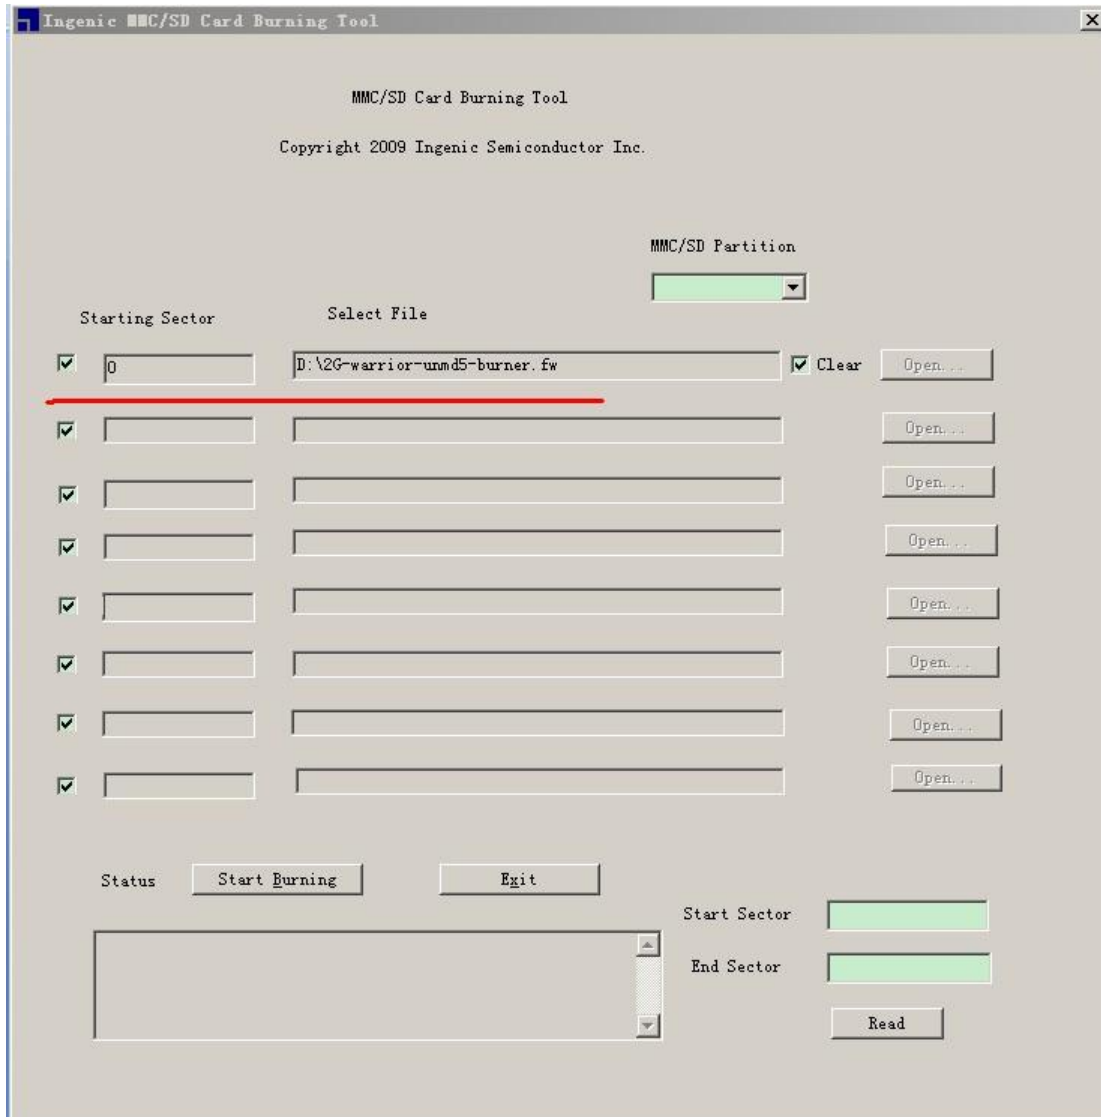 Ingenic MMC/SD Card Burning Tool
MMC/SD Card Burning Tool
Copyright 2009 Ingenic Semiconductor Inc.
MMC/SD Partition
Starting Sector Select File
0 D:\2G-warrior-unmd5-burner.fw Clear Open...
Open...
Open...
Open...
Open...
Open...
Open...
Open...
Status Start Burning Exit
Start Sector
End Sector
Read